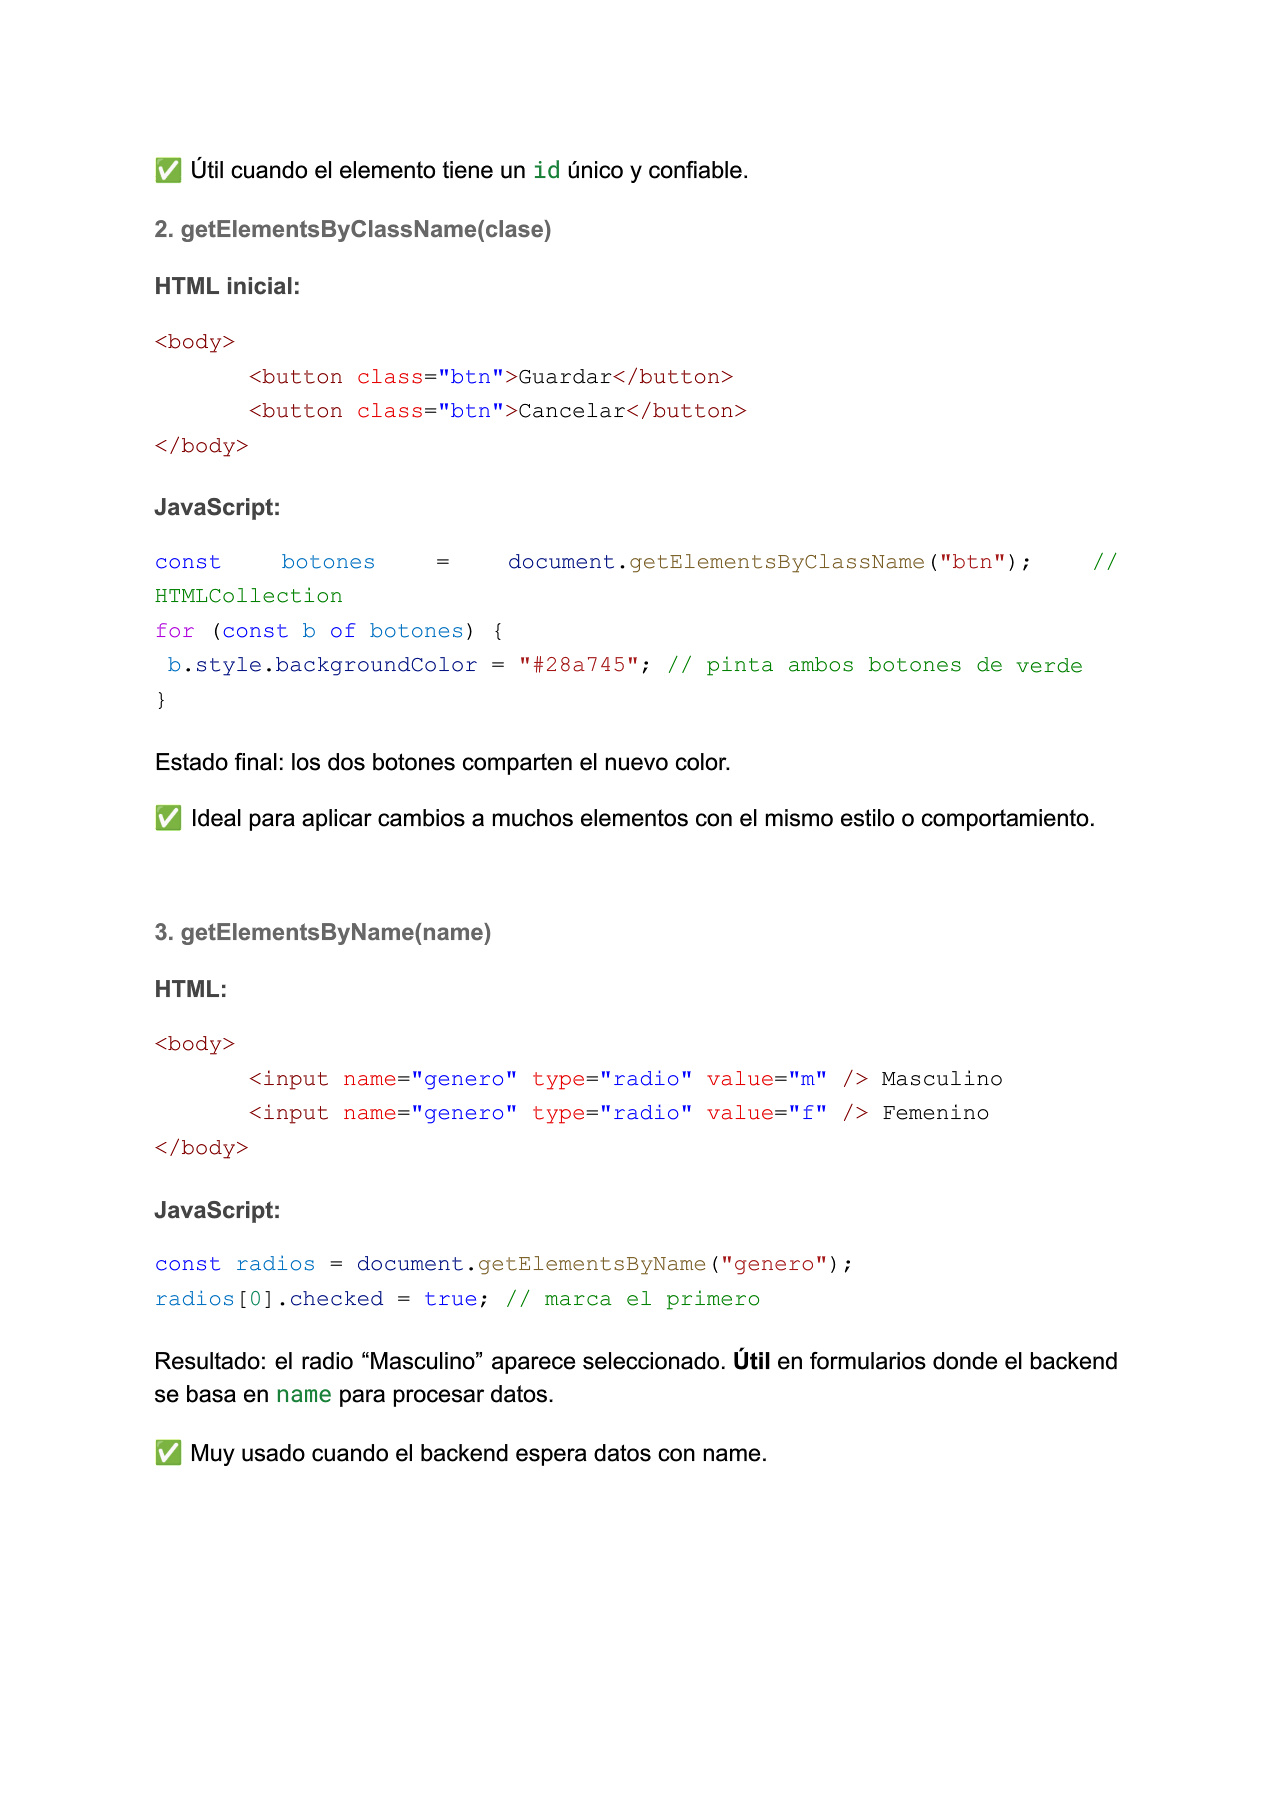 ✅ Útil cuando el elemento tiene un id único y confiable.
2. getElementsByClassName(clase)
HTML inicial:
<body>
<button class="btn">Guardar</button>
<button class="btn">Cancelar</button>
</body>
JavaScript:
const botones = document.getElementsByClassName("btn"); //
HTMLCollection
for (const b of botones) {
b.style.backgroundColor = "#28a745"; // pinta ambos botones de verde
}
Estado final: los dos botones comparten el nuevo color.
✅ Ideal para aplicar cambios a muchos elementos con el mismo estilo o comportamiento.
3. getElementsByName(name)
HTML:
<body>
<input name="genero" type="radio" value="m" /> Masculino
<input name="genero" type="radio" value="f" /> Femenino
</body>
JavaScript:
const radios = document.getElementsByName("genero");
radios[0].checked = true; // marca el primero
Resultado: el radio “Masculino” aparece seleccionado. Útil en formularios donde el backend
se basa en name para procesar datos.
✅ Muy usado cuando el backend espera datos con name.